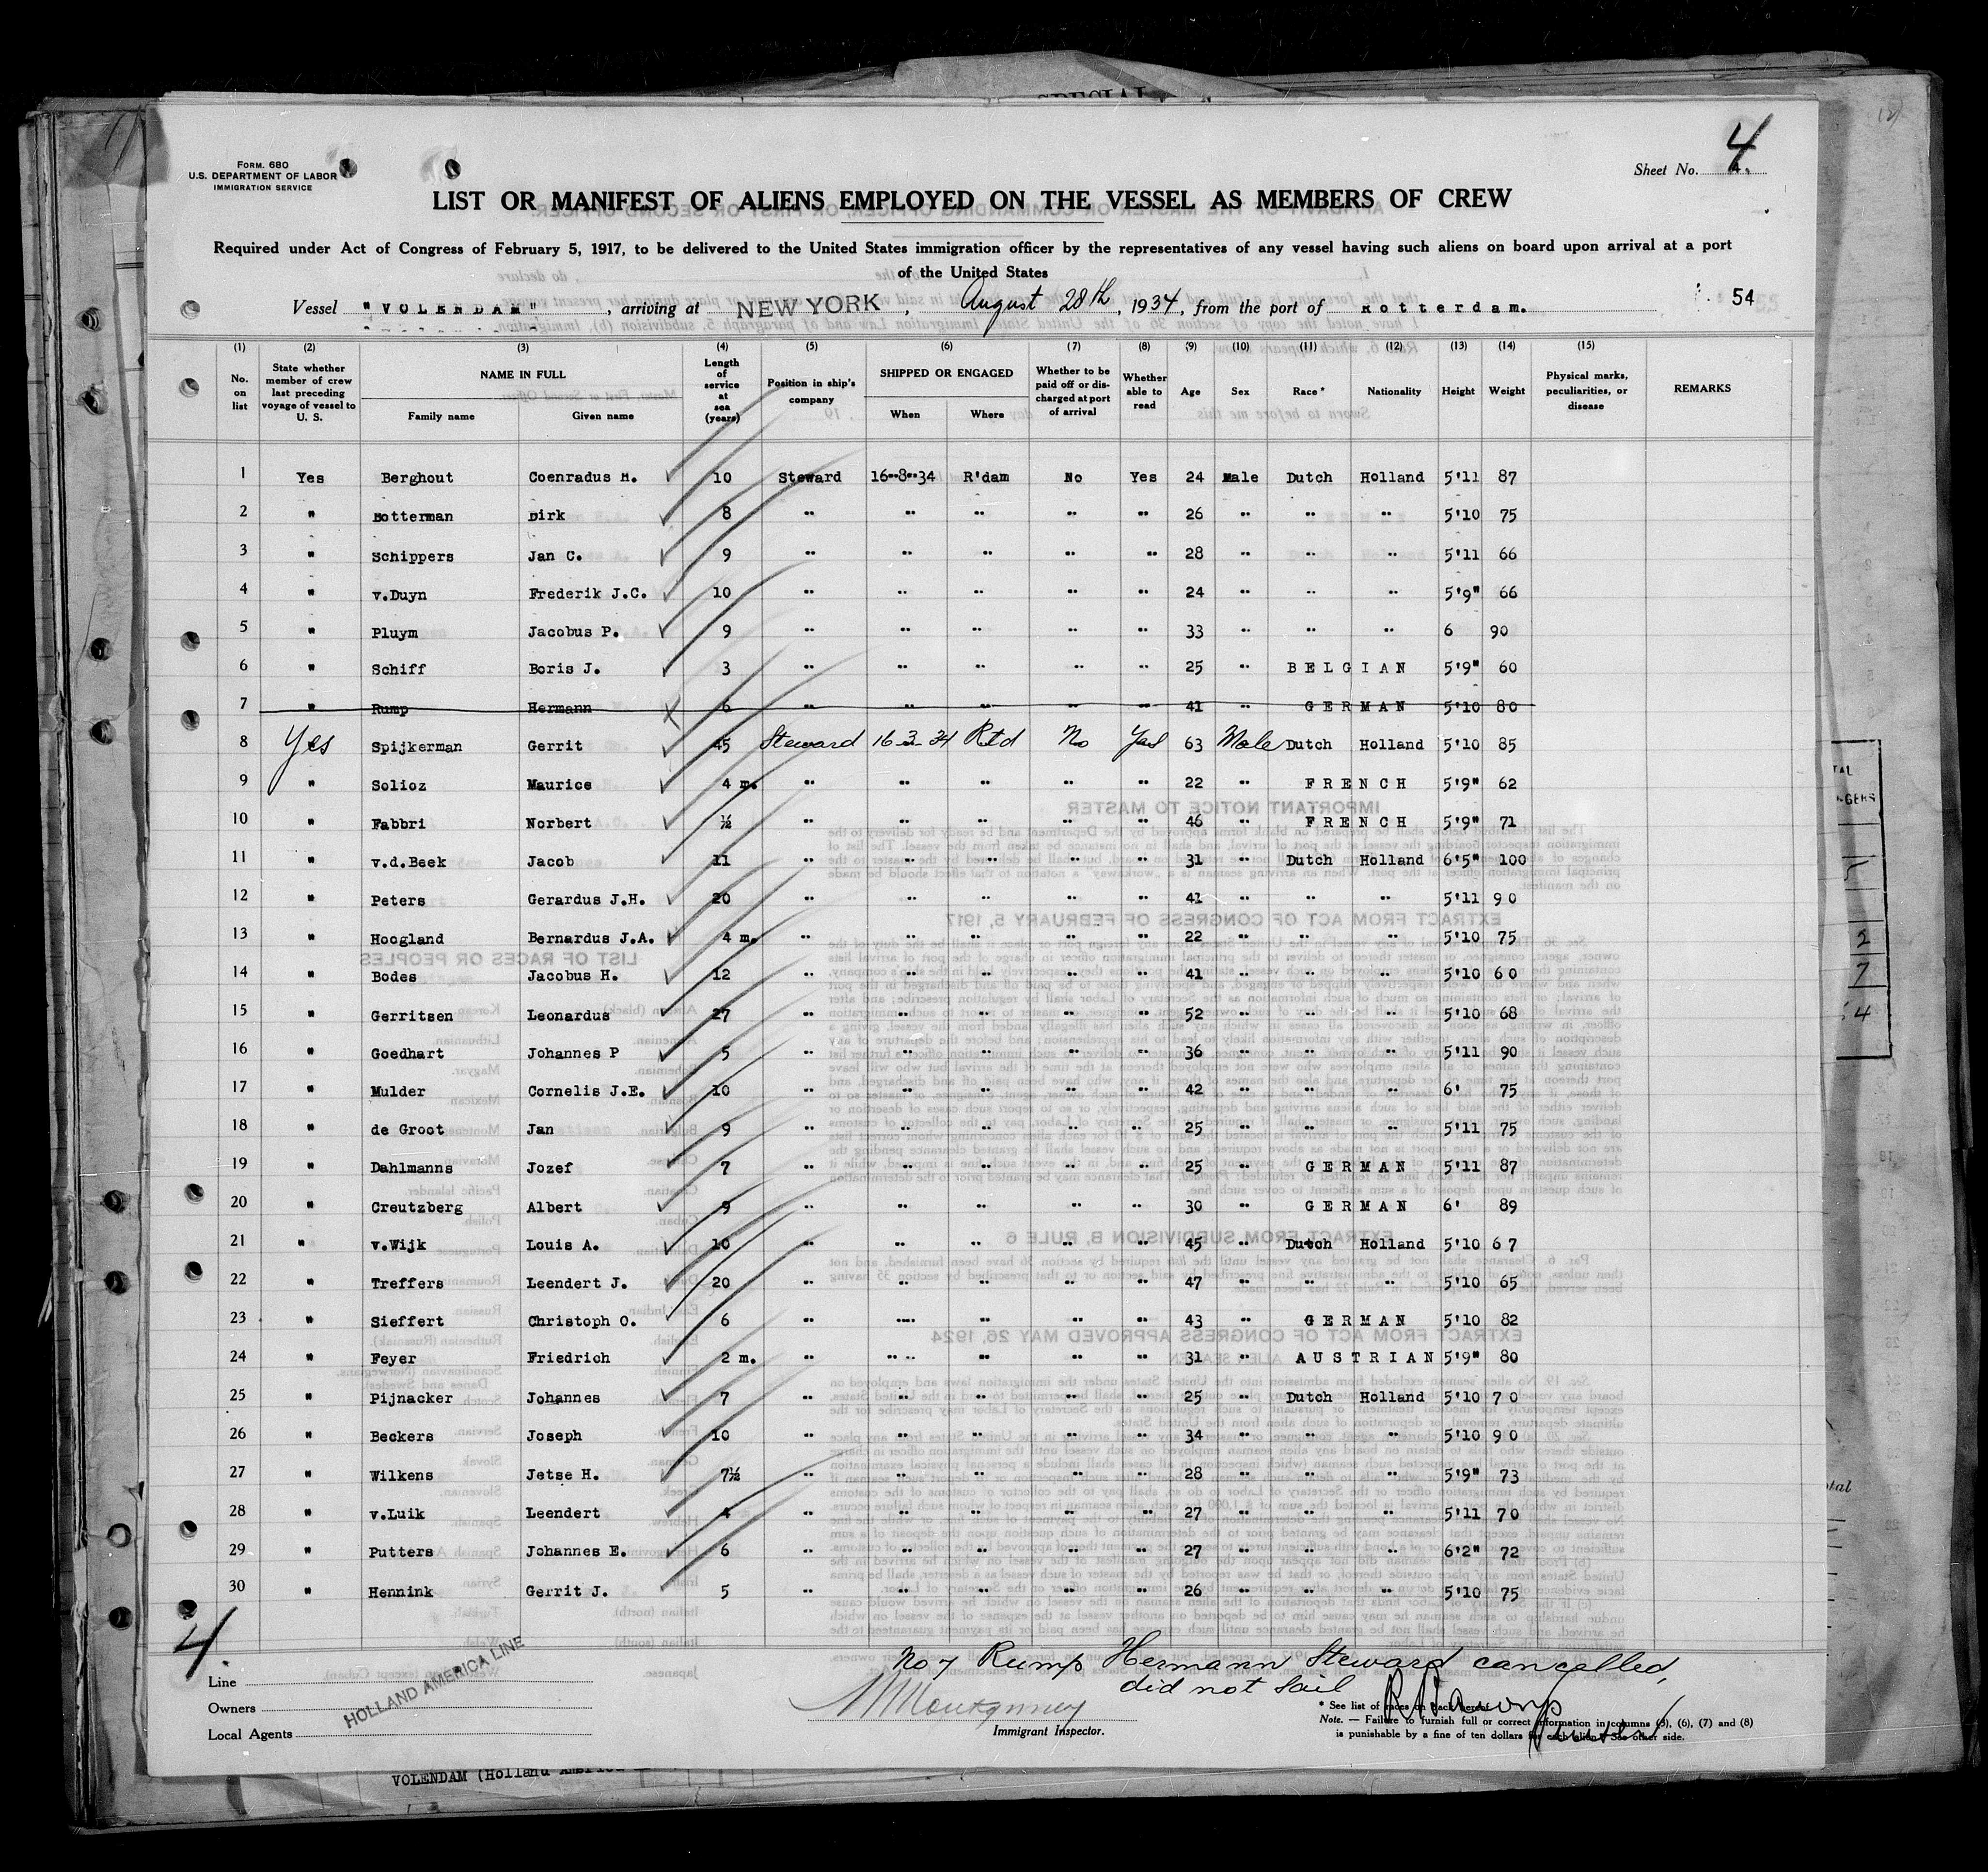 SPECIAL
Form. 680
U.S. DEPARTMENT OF LABOR
IMMIGRATION SERVICE
Sheet No. 4
LIST OR MANIFEST OF ALIENS EMPLOYED ON THE VESSEL AS MEMBERS OF CREW
Required under Act of Congress of February 5, 1917, to be delivered to the United States immigration officer by the representatives of any vessel having such aliens on board upon arrival at a port
of the United States
Vessel "VOLENDAM", arriving at NEW YORK, August 28th, 1934, from the port of Rotterdam. 54
(1) (2) (3) (4) (5) (6) (7) (8) (9) (10) (11) (12) (13) (14) (15)
No. on list State whether member of crew last preceding voyage of vessel to U. S. NAME IN FULL Family name Given name Length of service at sea (years) Position in ship's company SHIPPED OR ENGAGED When Where Whether to be paid off or discharged at port of arrival Whether able to read Age Sex Race* Nationality Height Weight Physical marks, peculiarities, or disease REMARKS
1 Yes Berghout Coenradus M. 10 Steward 16--8--34 R'dam No Yes 24 Male Dutch Holland 5'11 87
2 " Botterman Dirk 8 " " " " " 26 " " " 5'10 75
3 " Schippers Jan C. 9 " " " " " 28 " " " 5'11 66
4 " v.Duyn Frederik J.C. 10 " " " " " 24 " " " 5'9" 66
5 " Pluym Jacobus P. 9 " " " " " 33 " " " 6 90
6 " Schiff Boris J. 3 " " " " " 25 " BELGIAN 5'9" 60
7 " Rump Hermann 6 " " " " " 41 " GERMAN 5'10 80
8 Yes Spijkerman Gerrit 45 Steward 16-3-34 Rtd No Yes 63 Male Dutch Holland 5'10 85
9 " Solioz Maurice 4 m. " " " " " 22 " FRENCH 5'9" 62
10 " Fabbri Norbert ½ " " " " " 46 " FRENCH 5'9" 71
11 " v.d.Beek Jacob 11 " " " " " 31 " Dutch Holland 6'5" 100
12 " Peters Gerardus J.H. 20 " " " " " 41 " " " 5'11 90
13 " Hoogland Bernardus J.A. 4 m. " " " " " 22 " " " 5'10 75
14 " Bodes Jacobus H. 12 " " " " " 41 " " " 5'10 60
15 " Gerritsen Leonardus 27 " " " " " 52 " " " 5'10 68
16 " Goedhart Johannes P 5 " " " " " 36 " " " 5'11 90
17 " Mulder Cornelis J.E. 10 " " " " " 42 " " " 6' 75
18 " de Groot Jan 9 " " " " " 25 " " " 5'11 75
19 " Dahlmanns Jozef 7 " " " " " 25 " GERMAN 5'11 87
20 " Creutzberg Albert 9 " " " " " 30 " GERMAN 6' 89
21 " v.Wijk Louis A. 10 " " " " " 45 " Dutch Holland 5'10 67
22 " Treffers Leendert J. 20 " " " " " 47 " " " 5'10 65
23 " Sieffert Christoph O. 6 " " " " " 43 " GERMAN 5'10 82
24 " Feyer Friedrich 2 m. " " " " " 31 " AUSTRIAN 5'9" 80
25 " Pijnacker Johannes 7 " " " " " 25 " Dutch Holland 5'10 70
26 " Beckers Joseph 10 " " " " " 34 " " " 5'10 90
27 " Wilkens Jetse H. 7½ " " " " " 28 " " " 5'9" 73
28 " v.Luik Leendert 4 " " " " " 27 " " " 5'11 70
29 " Putters Johannes E. 6 " " " " " 27 " " " 6'2" 72
30 " Hennink Gerrit J. 5 " " " " " 26 " " " 5'10 75
4
No 7 Rump Hermann Steward cancelled,
did not sail
Line
Owners HOLLAND AMERICA LINE
Local Agents
Montgomery
Immigrant Inspector.
* See list of races on back hereof.
Note. — Failure to furnish full or correct information in columns (3), (6), (7) and (8)
is punishable by a fine of ten dollars for each alien. See other side.
Purser
VOLENDAM (Holland America